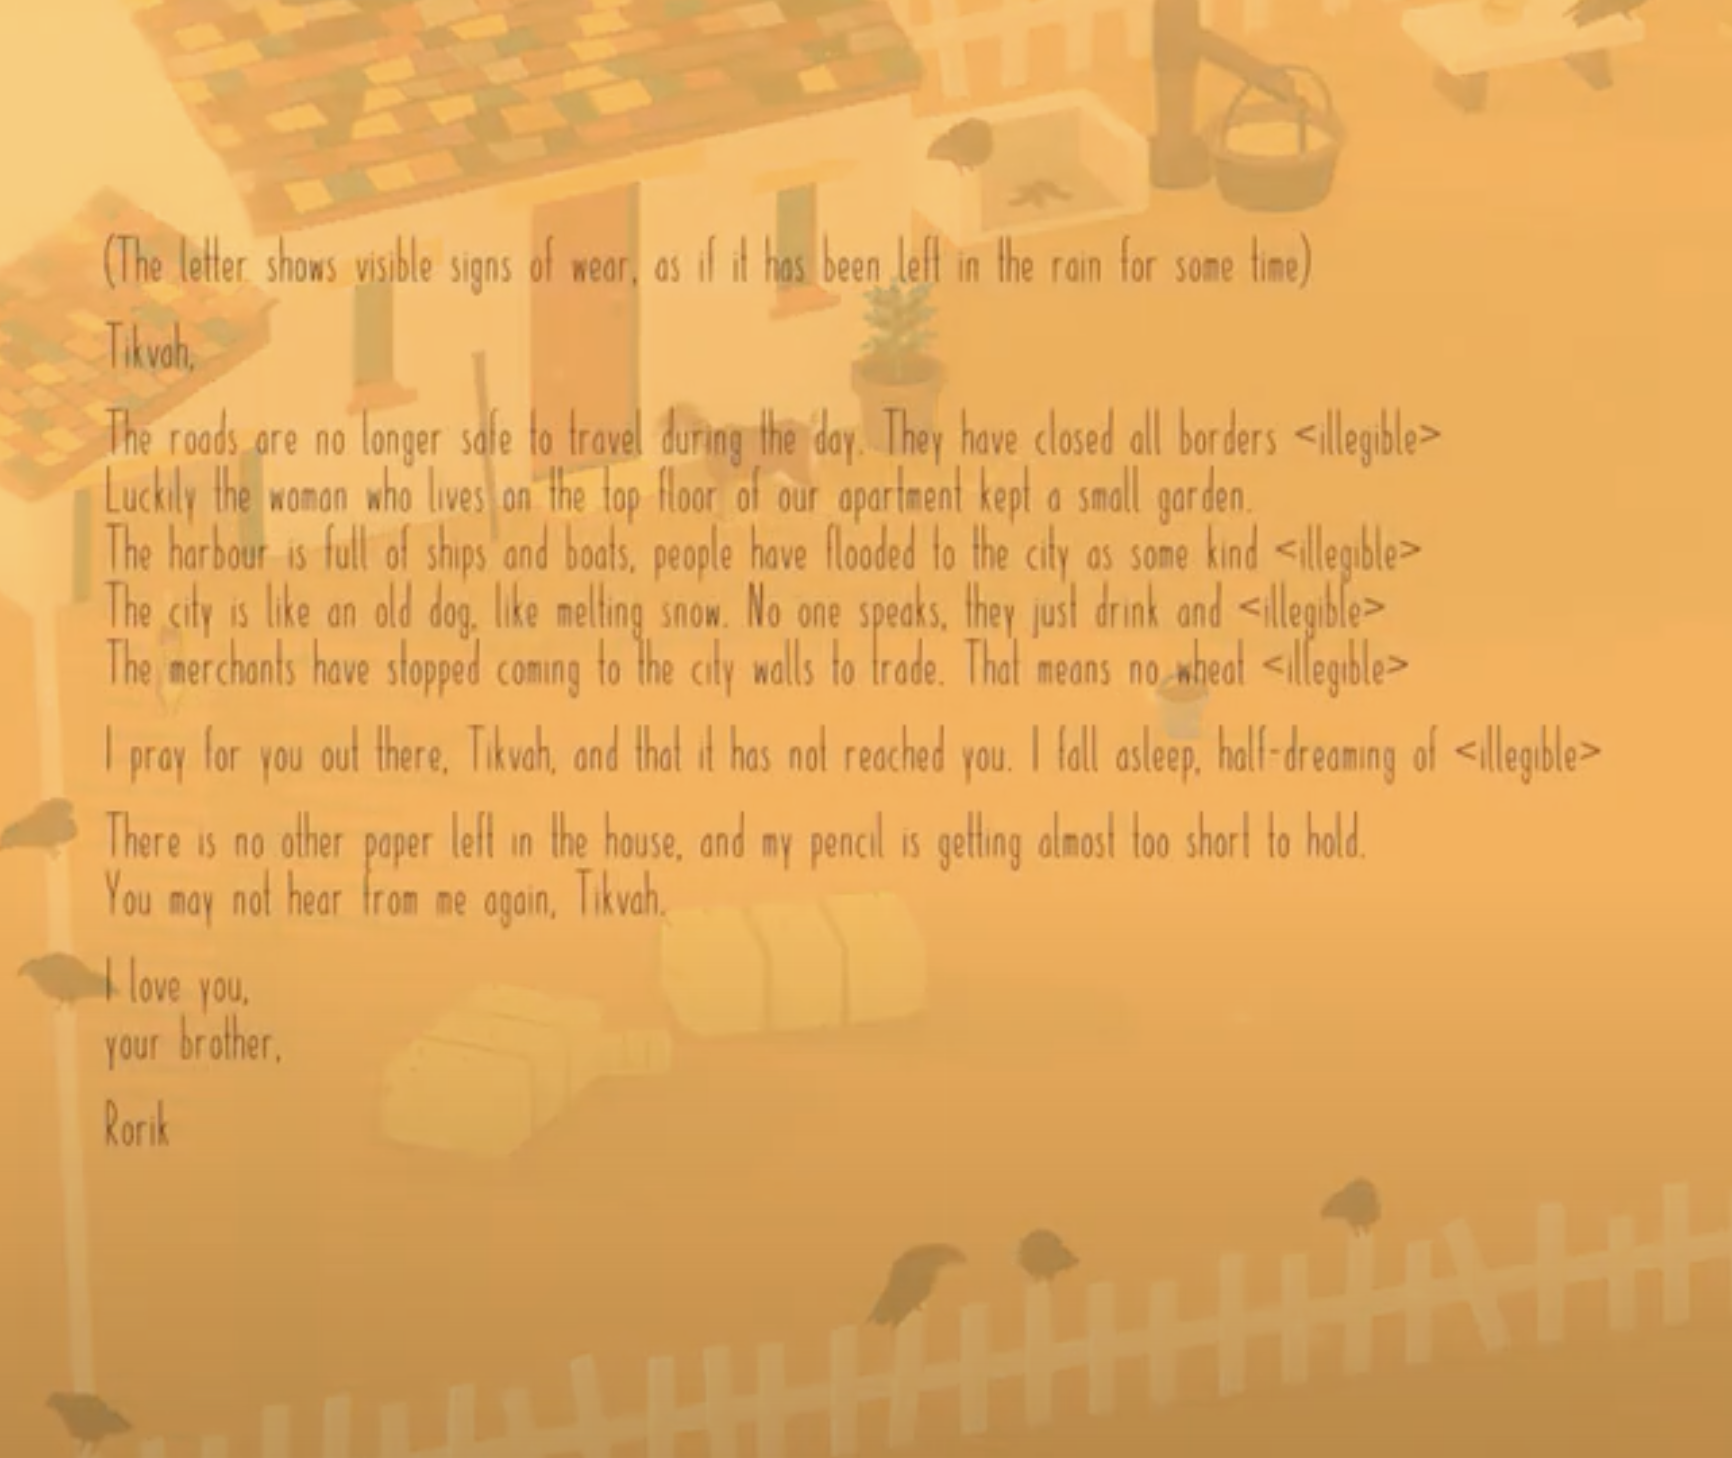 (The letter shows visible signs of wear, as if it has been left in the rain for some time)
Tikvah,
The roads are no longer safe to travel during the day. They have closed all borders <illegible>
Luckily the woman who lives on the top floor of our apartment kept a small garden.
The harbour is full of ships and boats, people have flooded to the city as some kind <illegible>
The city is like an old dog, like melting snow. No one speaks, they just drink and <illegible>
The merchants have stopped coming to the city walls to trade. That means no wheat <illegible>
I pray for you out there, Tikvah, and that it has not reached you. I fall asleep, half-dreaming of <illegible>
There is no other paper left in the house, and my pencil is getting almost too short to hold.
You may not hear from me again, Tikvah.
I love you,
your brother,
Rorik